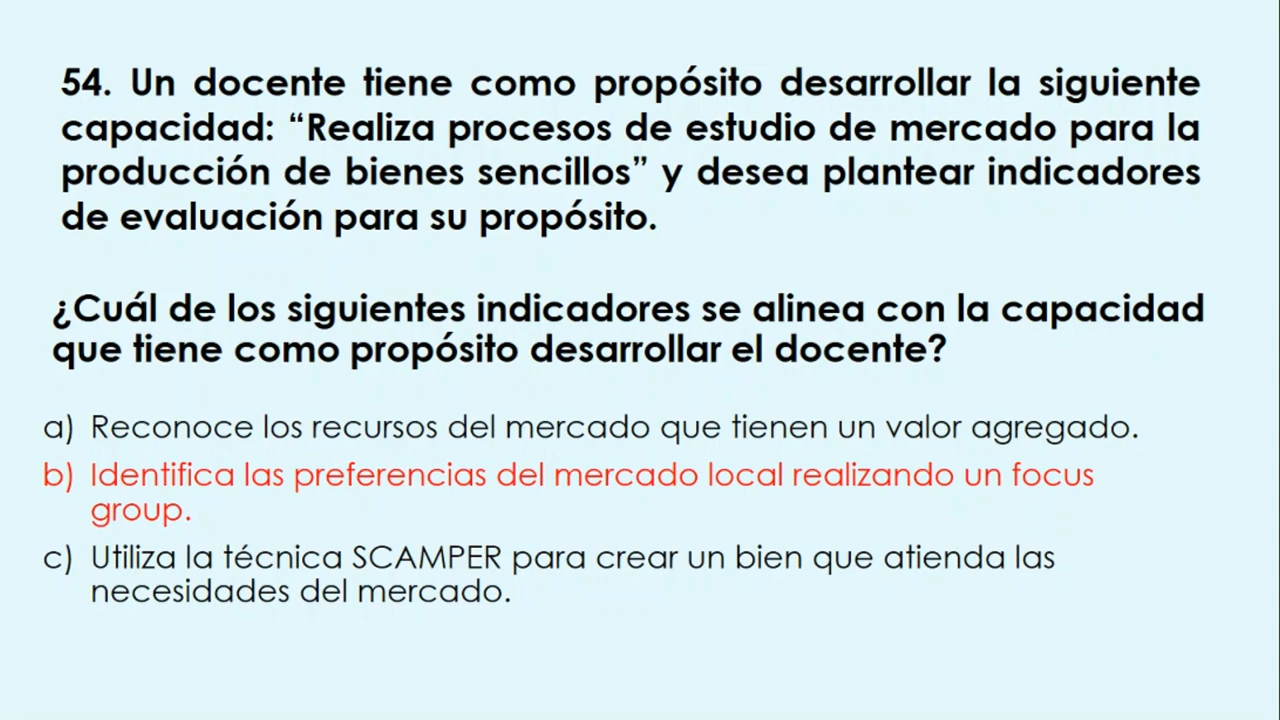 54. Un docente tiene como propósito desarrollar la siguiente
capacidad: “Realiza procesos de estudio de mercado para la
producción de bienes sencillos” y desea plantear indicadores
de evaluación para su propósito.
¿Cuál de los siguientes indicadores se alinea con la capacidad
que tiene como propósito desarrollar el docente?
a) Reconoce los recursos del mercado que tienen un valor agregado.
b) Identifica las preferencias del mercado local realizando un focus
group.
c) Utiliza la técnica SCAMPER para crear un bien que atienda las
necesidades del mercado.